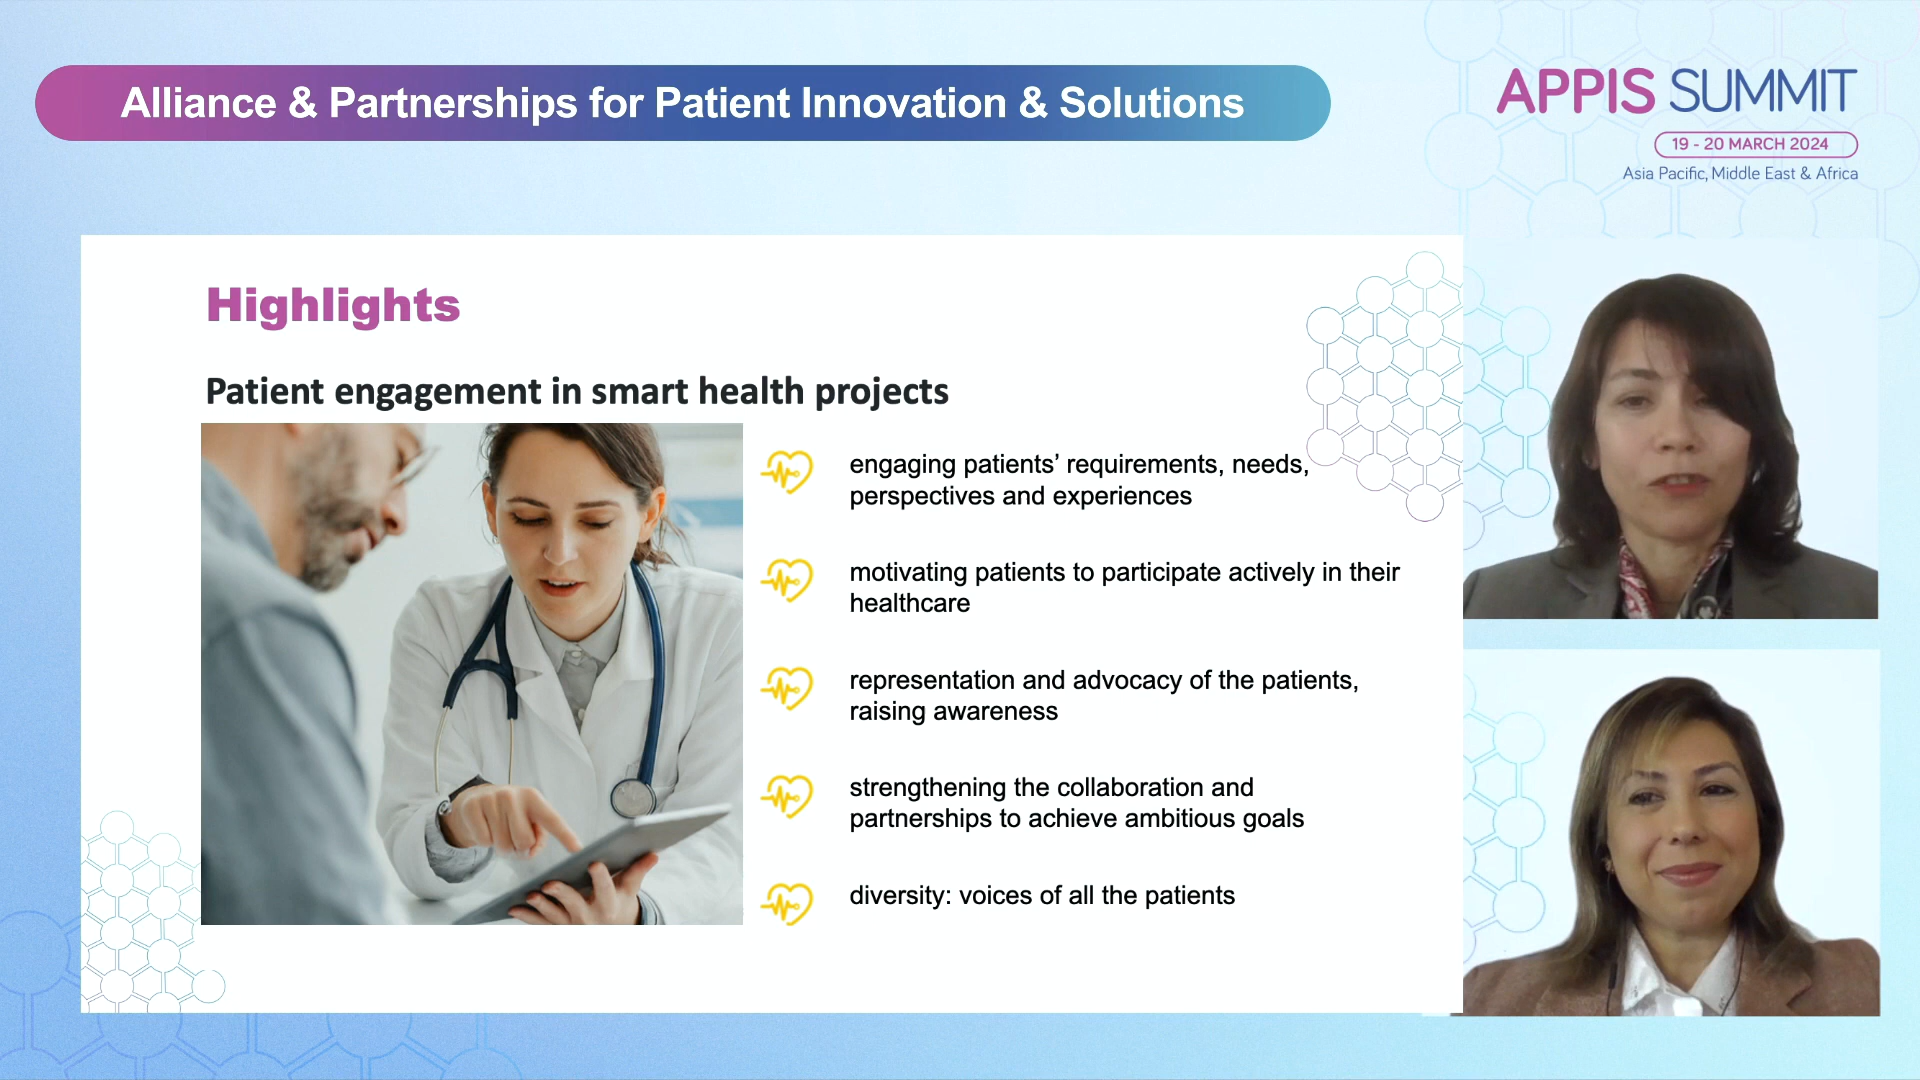 Alliance & Partnerships for Patient Innovation & Solutions
APPIS SUMMIT
19 - 20 MARCH 2024
Asia Pacific, Middle East & Africa
Highlights
Patient engagement in smart health projects
engaging patients’ requirements, needs,
perspectives and experiences
motivating patients to participate actively in their
healthcare
representation and advocacy of the patients,
raising awareness
strengthening the collaboration and
partnerships to achieve ambitious goals
diversity: voices of all the patients